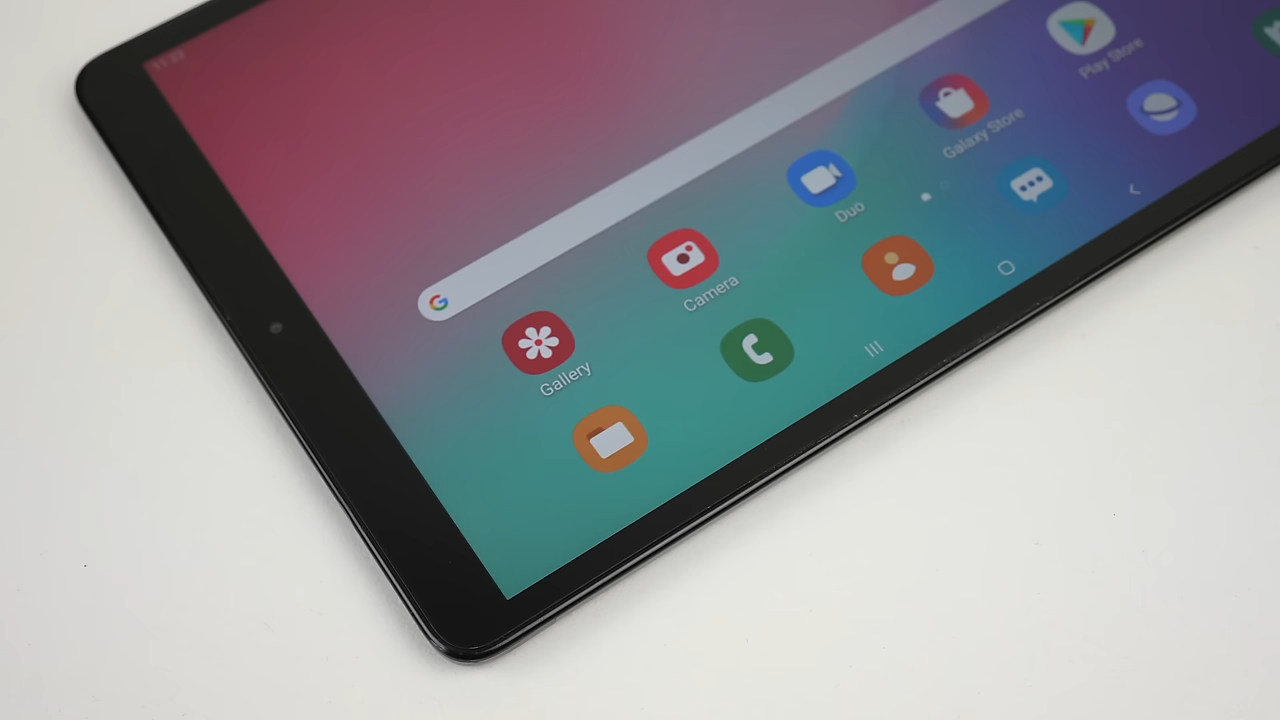 Play Store
Galaxy Store
Duo
Camera
Gallery